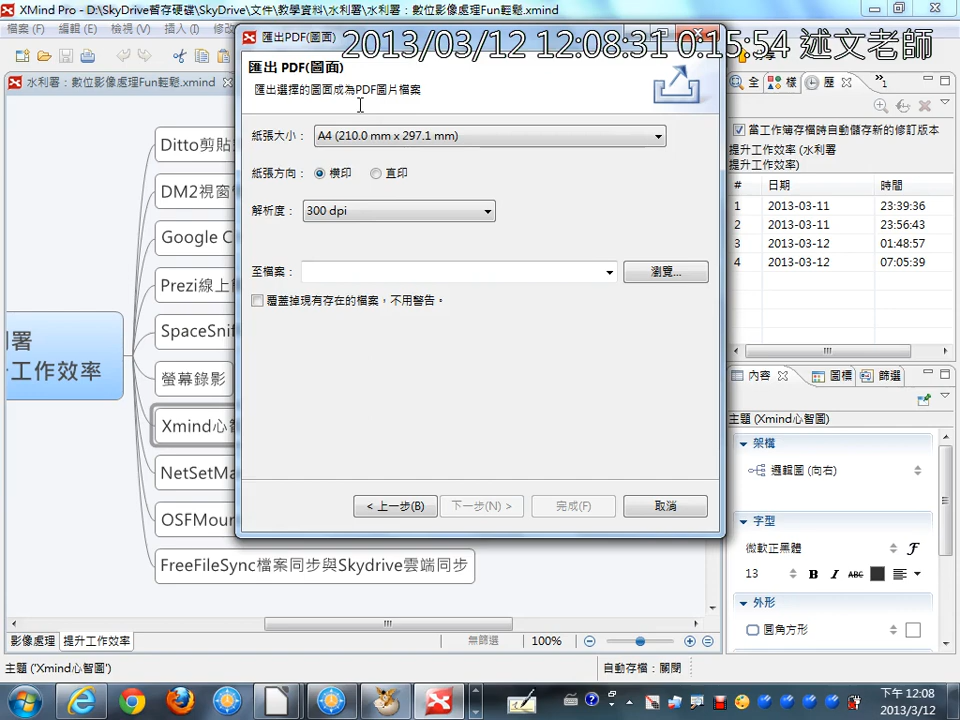 XMind Pro - D:\SkyDrive暫存硬碟\SkyDrive\文件\教學資料\水利署\水利署：數位影像處理Fun輕鬆.xmind
檔案(F) 編輯(E) 檢視(V) 插入(I) 修改
2013/03/12 12:08:31 0:15:54 述文老師
匯出PDF(圖面)
匯出 PDF(圖面)
匯出選擇的圖面成為PDF圖片檔案
紙張大小：
A4 (210.0 mm x 297.1 mm)
紙張方向：
橫印
直印
解析度：
300 dpi
至檔案：
瀏覽...
覆蓋掉現有存在的檔案，不用警告。
< 上一步(B)
下一步(N) >
完成(F)
取消
水利署：數位影像處理Fun輕鬆.xmind
署
工作效率
Ditto剪貼
DM2視窗
Google C
Prezi線上
SpaceSnif
螢幕錄影
Xmind心
NetSetMa
OSFMour
FreeFileSync檔案同步與Skydrive雲端同步
全
樣
歷
1
當工作簿存檔時自動儲存新的修訂版本
提升工作效率 (水利署
提升工作效率)
# 日期 時間
1 2013-03-11 23:39:36
2 2013-03-11 23:56:43
3 2013-03-12 01:48:57
4 2013-03-12 07:05:39
內容
圖標
篩選
主題 (Xmind心智圖)
架構
邏輯圖 (向右)
字型
微軟正黑體
13
B I ABC
外形
圓角方形
影像處理
提升工作效率
無篩選
100%
主題 ('Xmind心智圖')
自動存檔：關閉
下午 12:08
2013/3/12